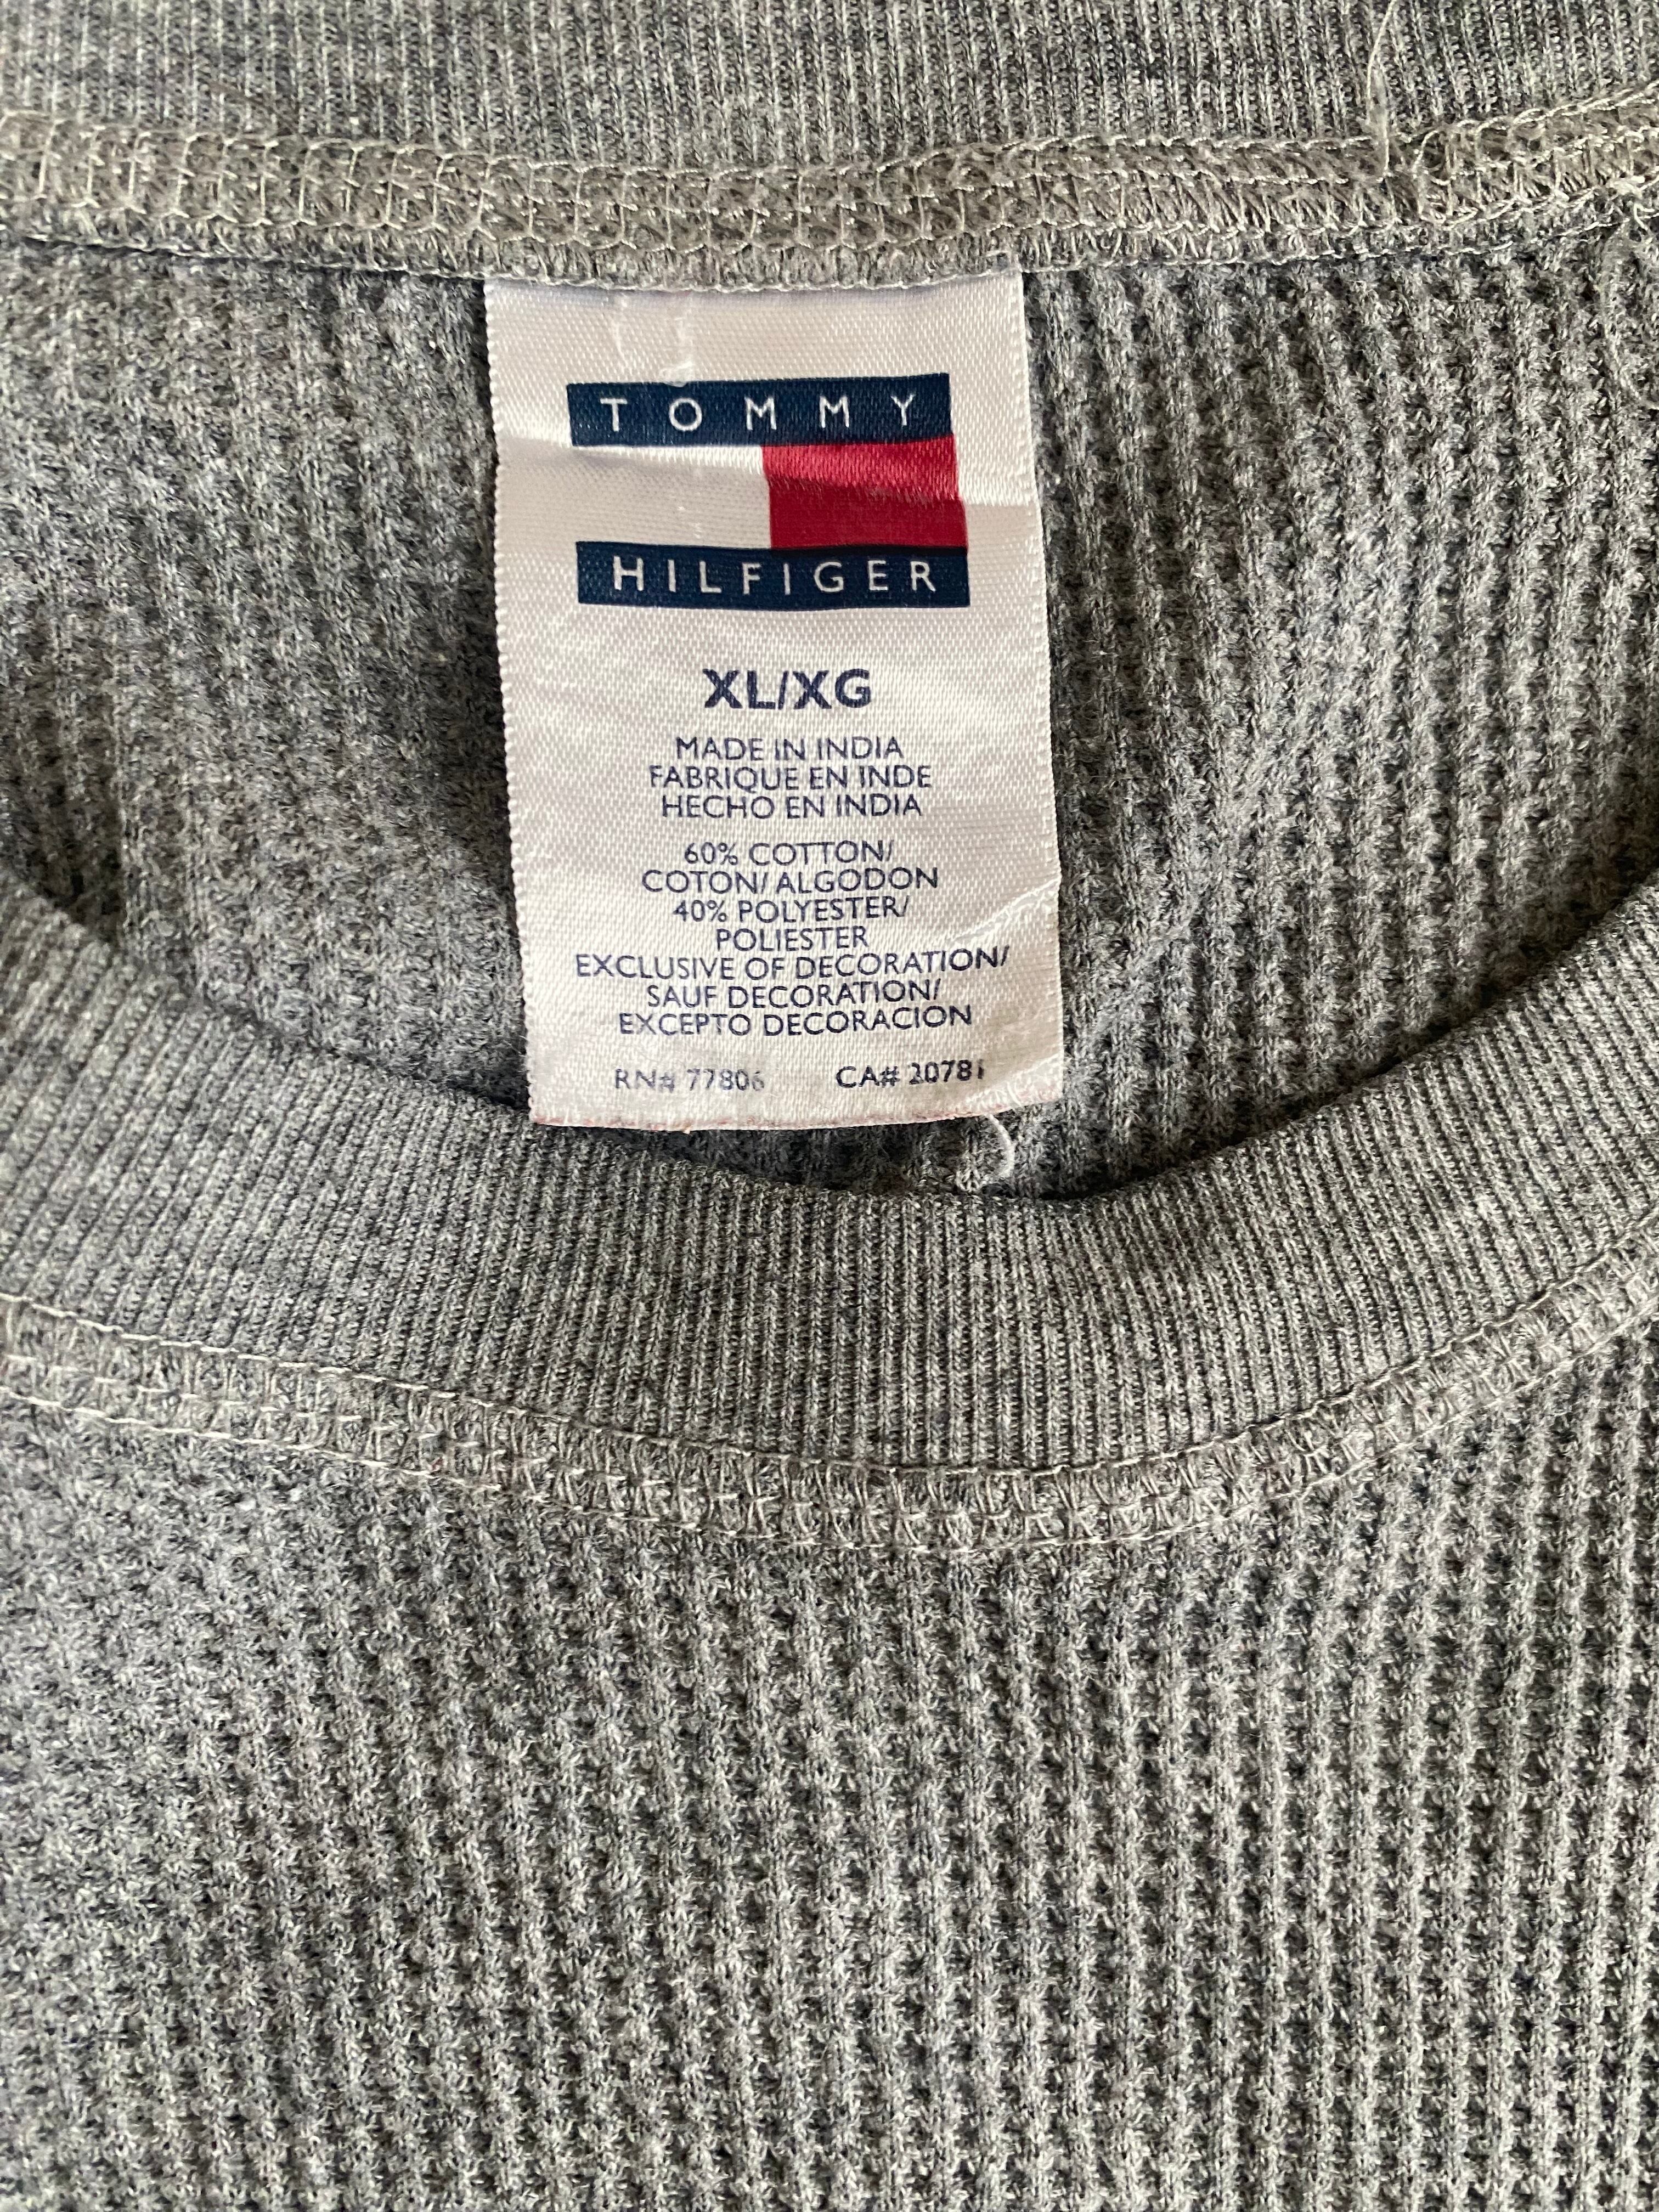 TOMMY
HILFIGER
XL/XG
MADE IN INDIA
FABRIQUE EN INDE
HECHO EN INDIA
60% COTTON/
COTON/ALGODON
40% POLYESTER/
POLIESTER
EXCLUSIVE OF DECORATION/
SAUF DECORATION/
EXCEPTO DECORACION
RN# 77806 CA# 20781